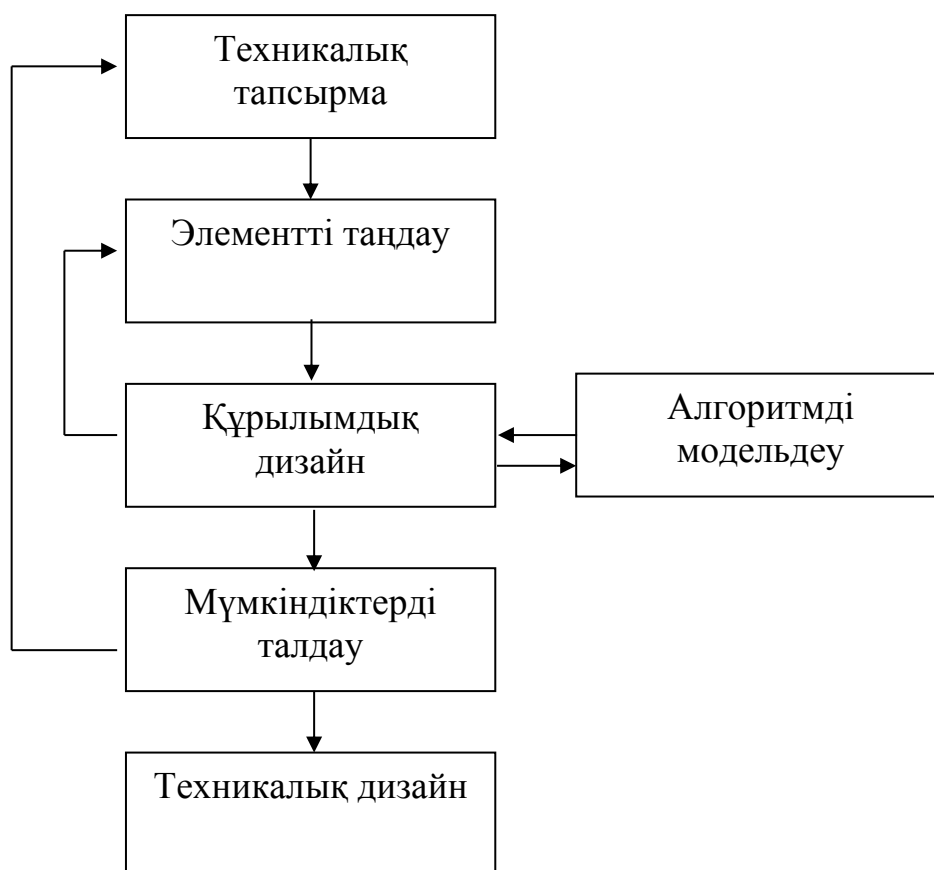 Техникалық
тапсырма
Элементті таңдау
Құрылымдық
дизайн
Алгоритмді
модельдеу
Мүмкіндіктерді
талдау
Техникалық дизайн